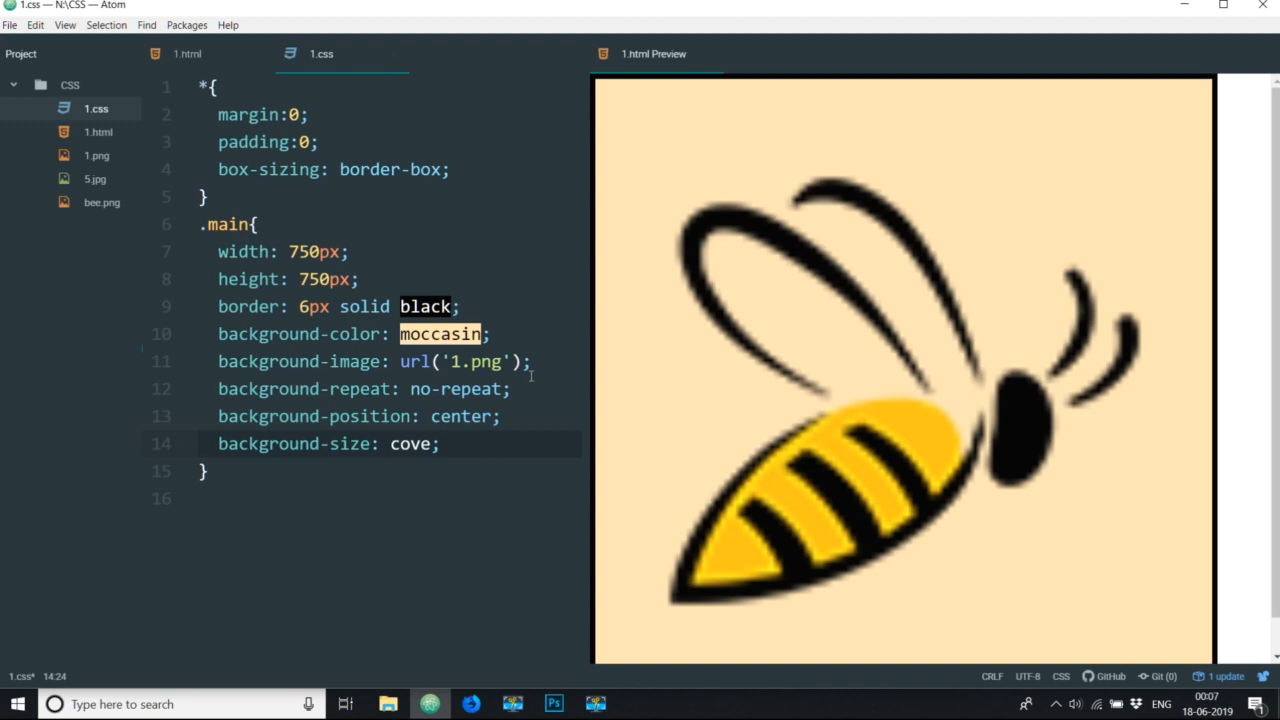 1.css — N:\CSS — Atom
File Edit View Selection Find Packages Help
Project
1.html
1.css
1.html Preview
CSS
1.css
1.html
1.png
5.jpg
bee.png
1 *{
2 margin:0;
3 padding:0;
4 box-sizing: border-box;
5 }
6 .main{
7 width: 750px;
8 height: 750px;
9 border: 6px solid black;
10 background-color: moccasin;
11 background-image: url('1.png');
12 background-repeat: no-repeat;
13 background-position: center;
14 background-size: cove;
15 }
16
1.css* 14:24
CRLF UTF-8 CSS GitHub Git (0) 1 update
Type here to search
Ps
ENG
00:07
18-06-2019
1